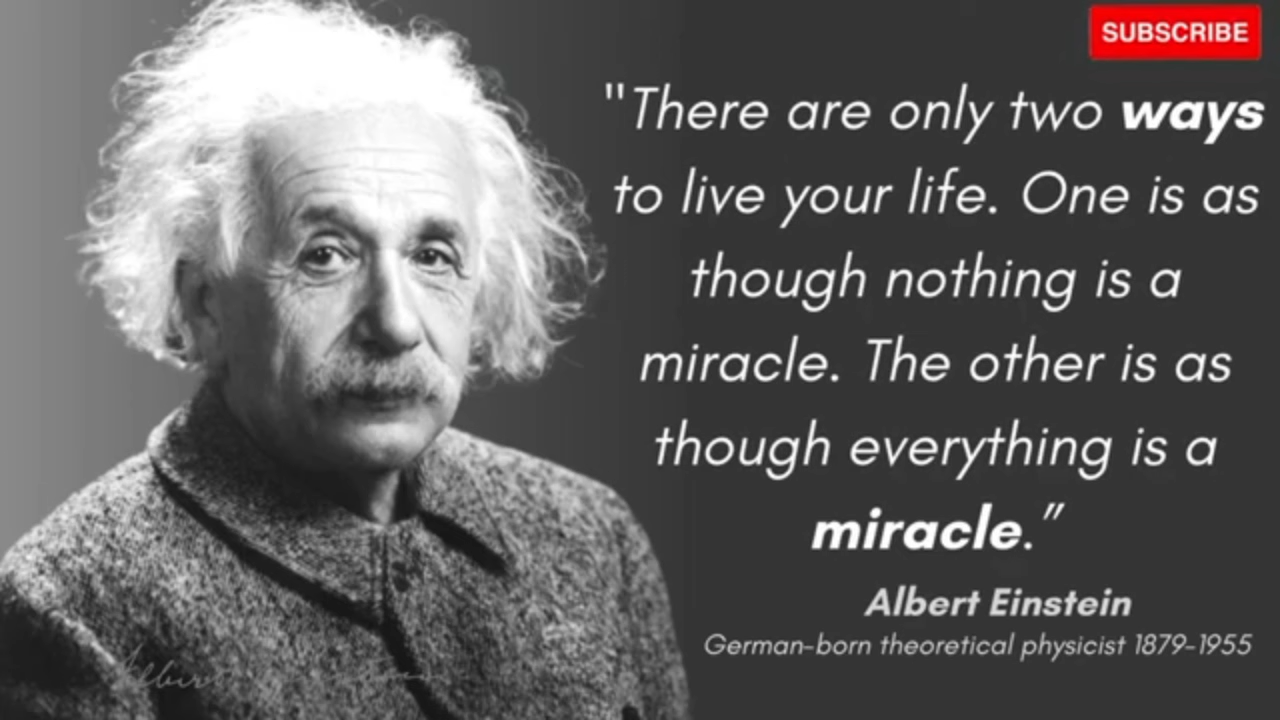 SUBSCRIBE
"There are only two ways
to live your life. One is as
though nothing is a
miracle. The other is as
though everything is a
miracle.”
Albert Einstein
German-born theoretical physicist 1879-1955